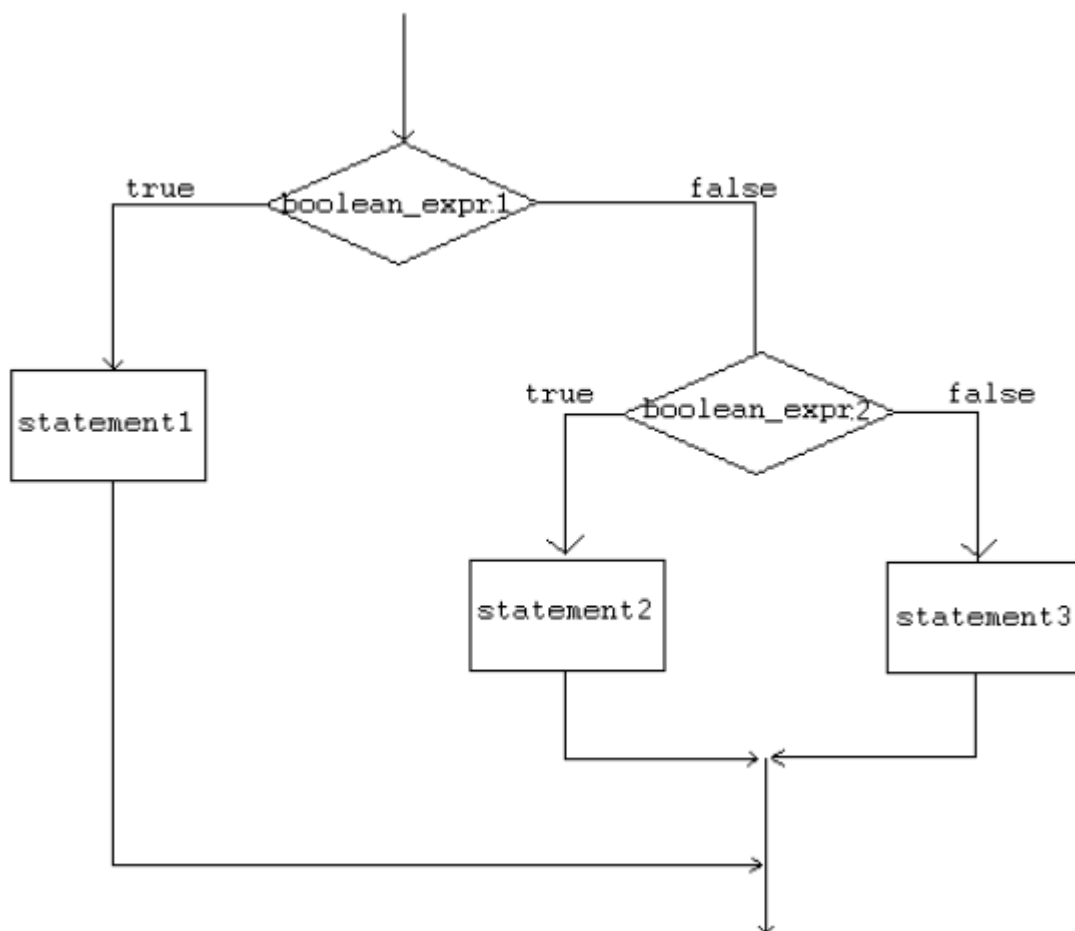 true
false
boolean_expr1
true
false
boolean_expr2
statement1
statement2
statement3